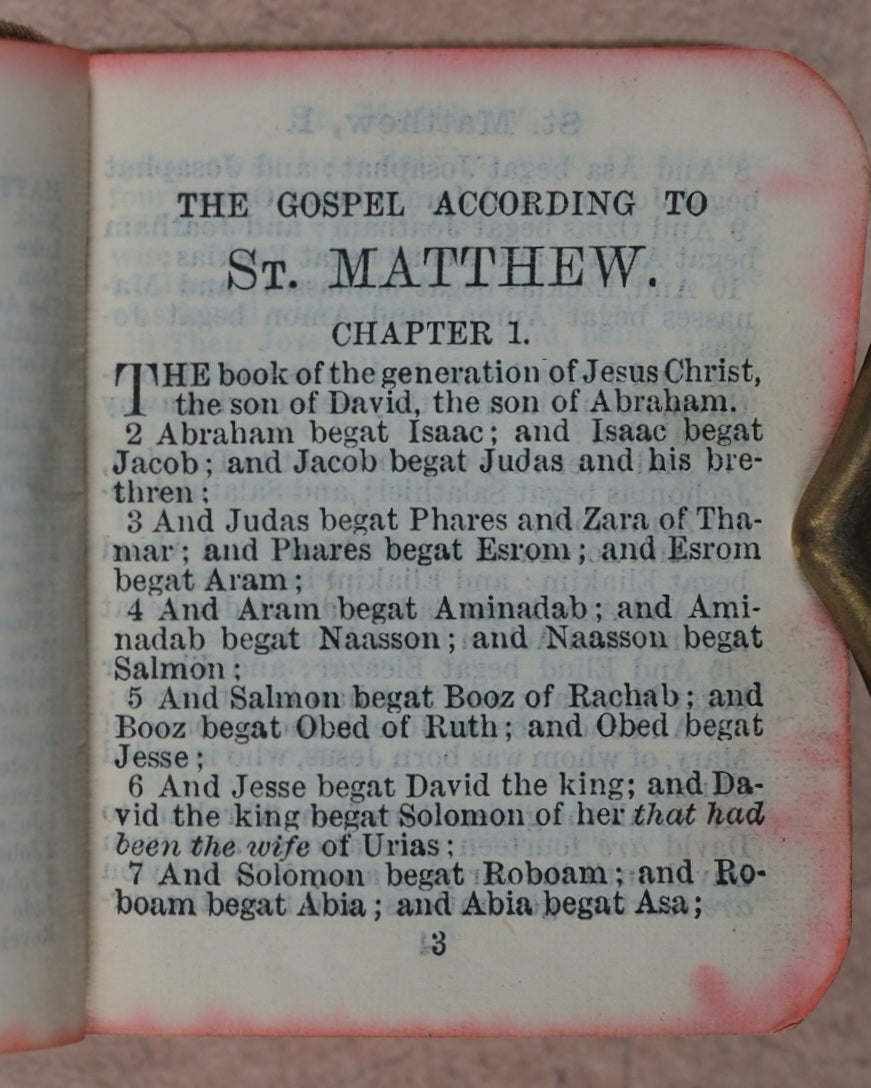 THE GOSPEL ACCORDING TO
ST. MATTHEW.
CHAPTER 1.
THE book of the generation of Jesus Christ,
the son of David, the son of Abraham.
2 Abraham begat Isaac; and Isaac begat
Jacob; and Jacob begat Judas and his bre-
thren;
3 And Judas begat Phares and Zara of Tha-
mar; and Phares begat Esrom; and Esrom
begat Aram;
4 And Aram begat Aminadab; and Ami-
nadab begat Naasson; and Naasson begat
Salmon;
5 And Salmon begat Booz of Rachab; and
Booz begat Obed of Ruth; and Obed begat
Jesse;
6 And Jesse begat David the king; and Da-
vid the king begat Solomon of her that had
been the wife of Urias;
7 And Solomon begat Roboam; and Ro-
boam begat Abia; and Abia begat Asa;
3